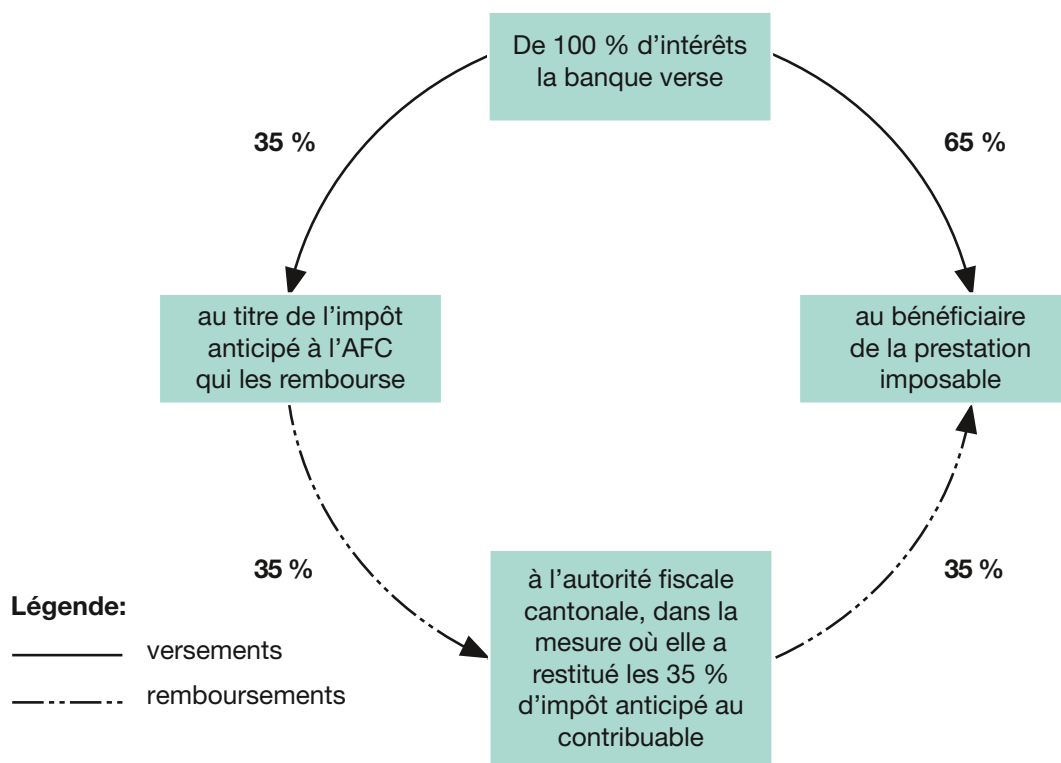 De 100 % d’intérêts
la banque verse
35 %
65 %
au titre de l’impôt
anticipé à l’AFC
qui les rembourse
au bénéficiaire
de la prestation
imposable
35 %
35 %
à l’autorité fiscale
cantonale, dans la
mesure où elle a
restitué les 35 %
d’impôt anticipé au
contribuable
Légende:
versements
remboursements